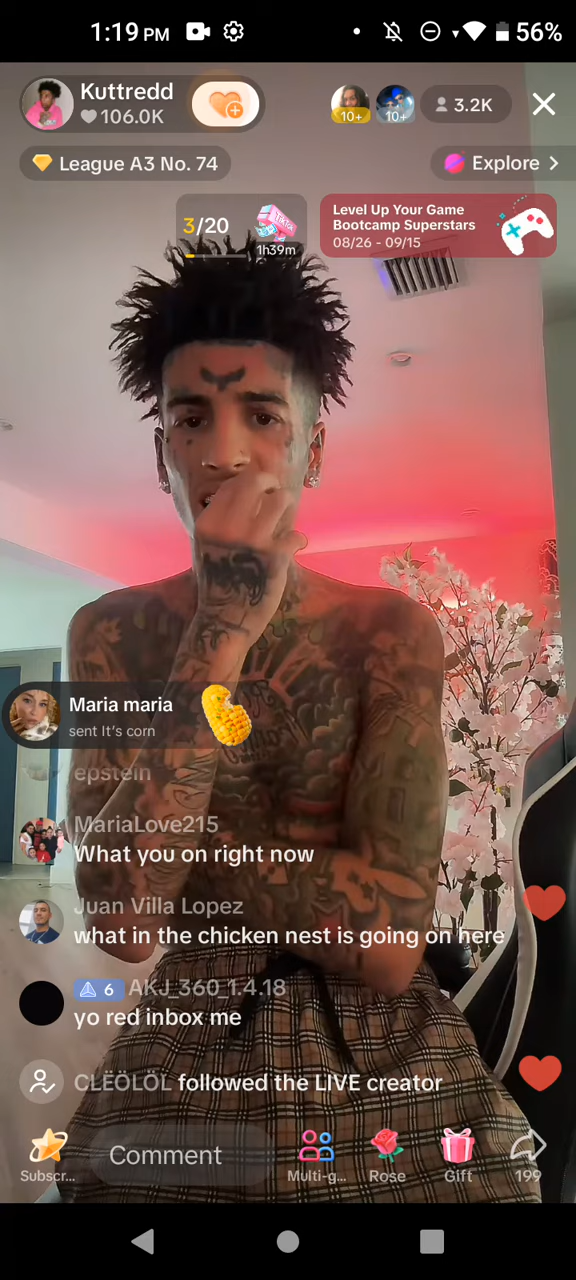 1:19 PM
56%
Kuttredd
106.0K
10+
10+
3.2K
League A3 No. 74
Explore >
3/20
TikTok
1h39m
Level Up Your Game
Bootcamp Superstars
08/26 - 09/15
Maria maria
sent It's corn
epstein
MariaLove215
What you on right now
Juan Villa Lopez
what in the chicken nest is going on here
6 AKJ_360_1.4.18
yo red inbox me
CLËÖLÖL followed the LIVE creator
Comment
Subscr...
Multi-g...
Rose
Gift
199